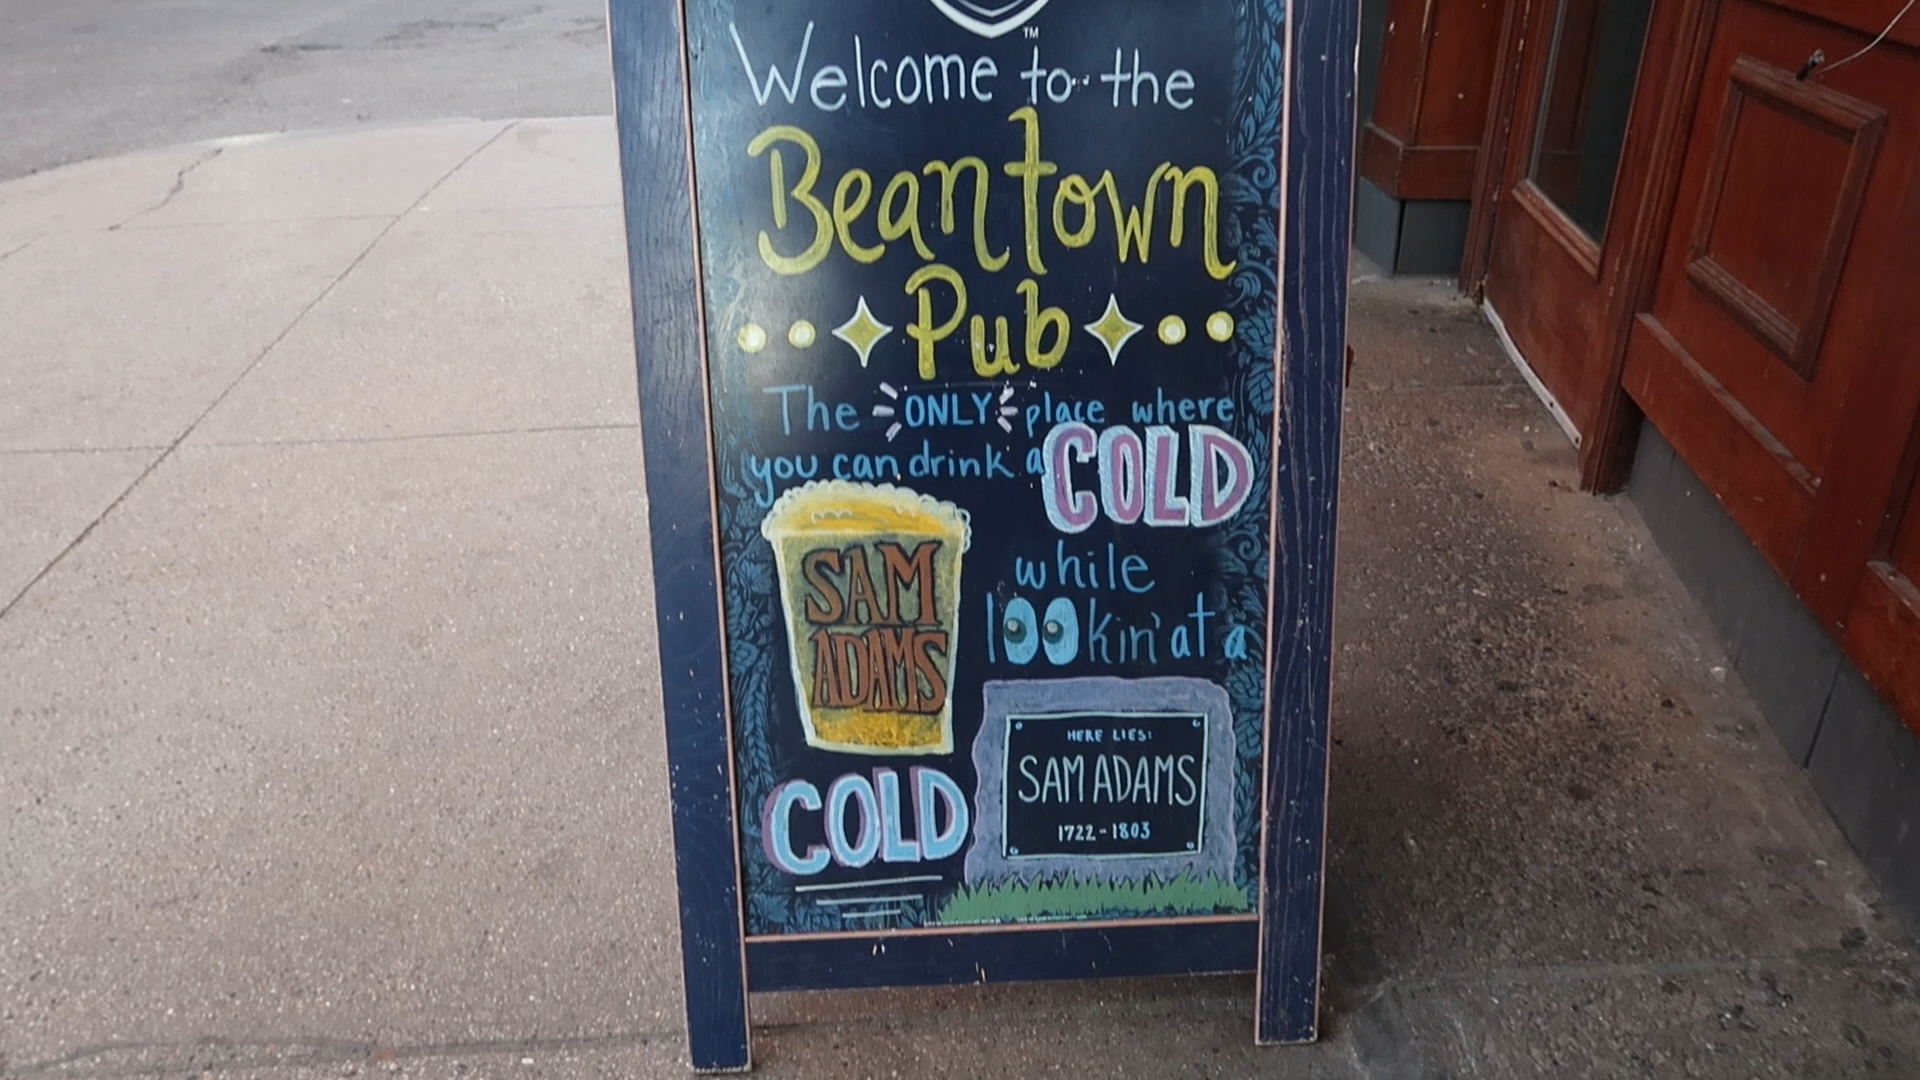 TM
Welcome to the
Beantown
Pub
The ONLY place where
you can drink a COLD
SAM
ADAMS
while
lookin' at a
COLD
HERE LIES:
SAM ADAMS
1722-1803